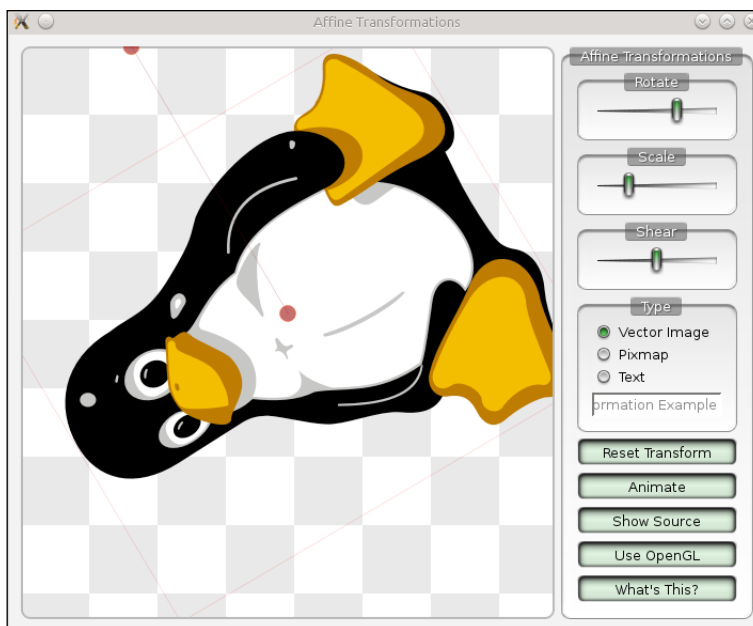 Affine Transformations
Affine Transformations
Rotate
Scale
Shear
Type
Vector Image
Pixmap
Text
ormation Example
Reset Transform
Animate
Show Source
Use OpenGL
What's This?